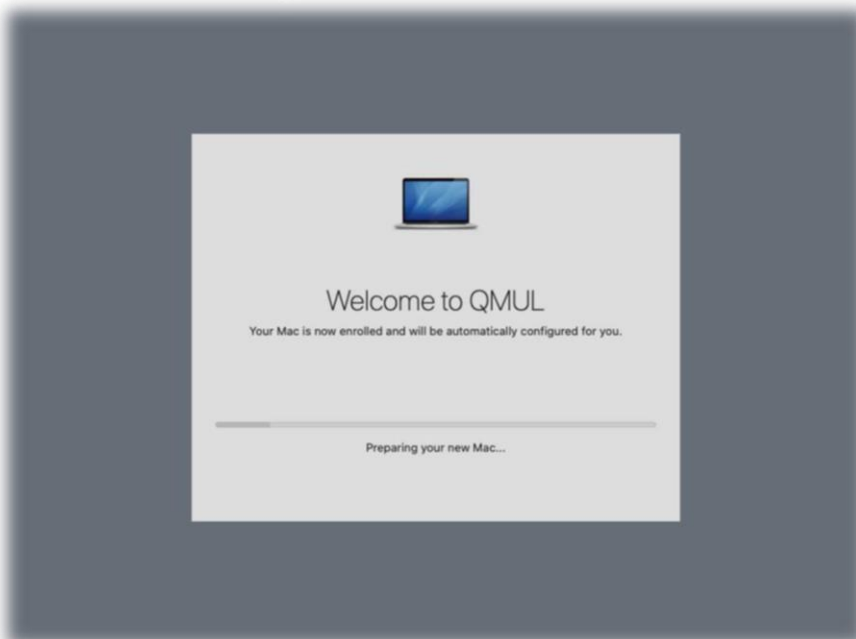 Welcome to QMUL
Your Mac is now enrolled and will be automatically configured for you.
Preparing your new Mac...